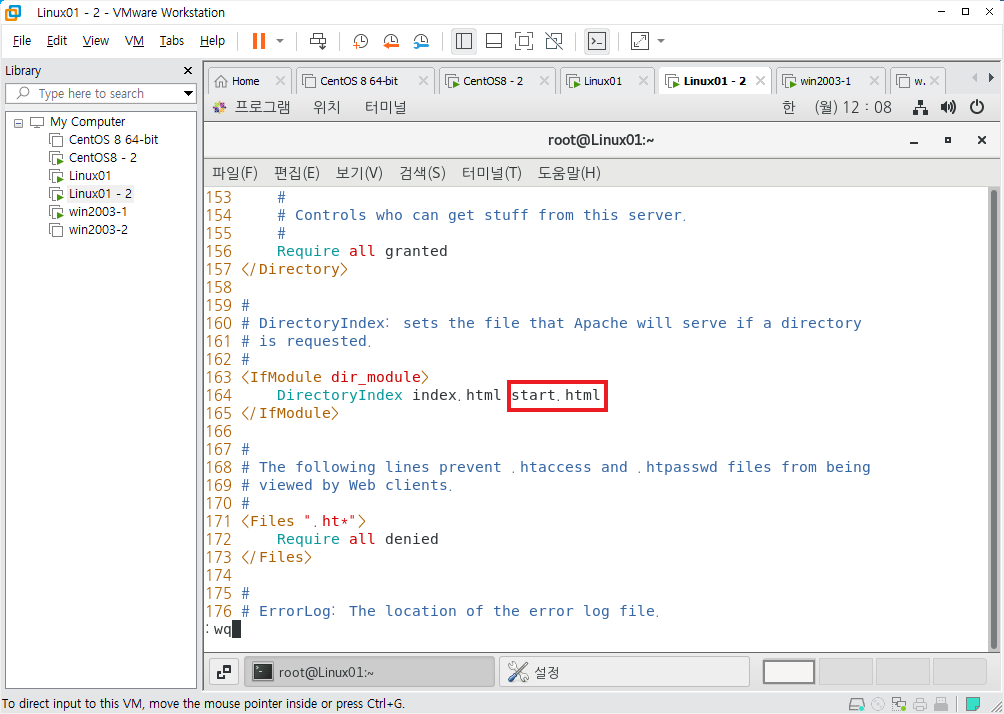 Linux01 - 2 - VMware Workstation
File Edit View VM Tabs Help
Library
Type here to search
My Computer
CentOS 8 64-bit
CentOS8 - 2
Linux01
Linux01 - 2
win2003-1
win2003-2
Home CentOS 8 64-bit CentOS8 - 2 Linux01 Linux01 - 2 win2003-1 w.
프로그램 위치 터미널 한 (월) 12 : 08
root@Linux01:~
파일(F) 편집(E) 보기(V) 검색(S) 터미널(T) 도움말(H)
153 #
154 # Controls who can get stuff from this server.
155 #
156 Require all granted
157 </Directory>
158
159 #
160 # DirectoryIndex: sets the file that Apache will serve if a directory
161 # is requested.
162 #
163 <IfModule dir_module>
164 DirectoryIndex index.html start.html
165 </IfModule>
166
167 #
168 # The following lines prevent .htaccess and .htpasswd files from being
169 # viewed by Web clients.
170 #
171 <Files ".ht*">
172 Require all denied
173 </Files>
174
175 #
176 # ErrorLog: The location of the error log file.
:wq
root@Linux01:~ 설정
To direct input to this VM, move the mouse pointer inside or press Ctrl+G.